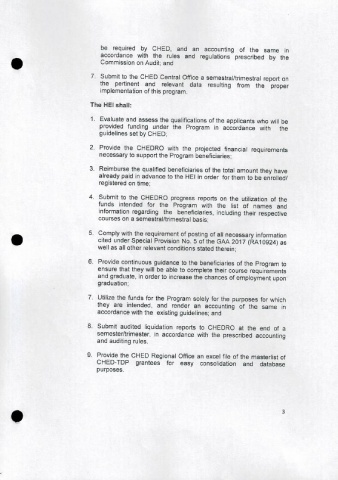 be required by CHED, and an accounting of the same in
accordance with the rules and regulations prescribed by the
Commission on Audit; and
7. Submit to the CHED Central Office a semestral/trimestral report on
the pertinent and relevant data resulting from the proper
implementation of this program.
The HEI shall:
1. Evaluate and assess the qualifications of the applicants who will be
provided funding under the Program in accordance with the
guidelines set by CHED;
2. Provide the CHEDRO with the projected financial requirements
necessary to support the Program beneficiaries;
3. Reimburse the qualified beneficiaries of the total amount they have
already paid in advance to the HEI in order for them to be enrolled/
registered on time;
4. Submit to the CHEDRO progress reports on the utilization of the
funds intended for the Program with the list of names and
information regarding the beneficiaries, including their respective
courses on a semestral/trimestral basis;
5. Comply with the requirement of posting of all necessary information
cited under Special Provision No. 5 of the GAA 2017 (RA10924) as
well as all other relevant conditions stated therein;
6. Provide continuous guidance to the beneficiaries of the Program to
ensure that they will be able to complete their course requirements
and graduate, in order to increase the chances of employment upon
graduation;
7. Utilize the funds for the Program solely for the purposes for which
they are intended, and render an accounting of the same in
accordance with the existing guidelines; and
8. Submit audited liquidation reports to CHEDRO at the end of a
semester/trimester, in accordance with the prescribed accounting
and auditing rules.
9. Provide the CHED Regional Office an excel file of the masterlist of
CHED-TDP grantees for easy consolidation and database
purposes.
3